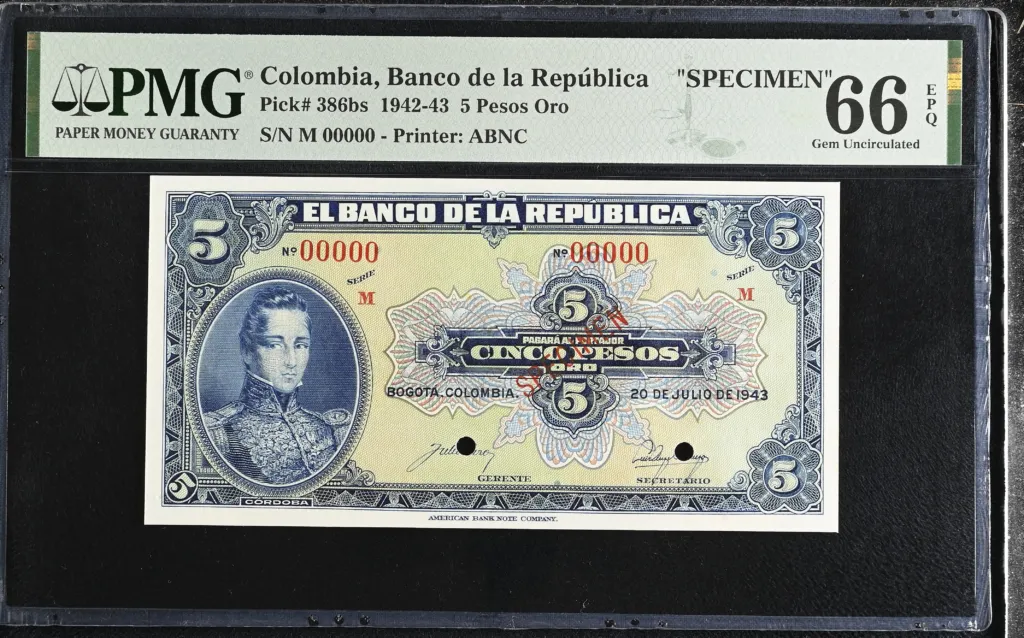 PMG® Colombia, Banco de la República "SPECIMEN" 66 EPQ
Pick# 386bs 1942-43 5 Pesos Oro
PAPER MONEY GUARANTY S/N M 00000 - Printer: ABNC Gem Uncirculated
5 EL BANCO DE LA REPÚBLICA 5
Nº 00000 Nº 00000
SERIE SERIE
M M
5
PAGARÁ AL PORTADOR
CINCO PESOS
ORO
SPECIMEN
BOGOTA, COLOMBIA. 20 DE JULIO DE 1943
5
5
GERENTE SECRETARIO
5 CÓRDOBA
AMERICAN BANK NOTE COMPANY.